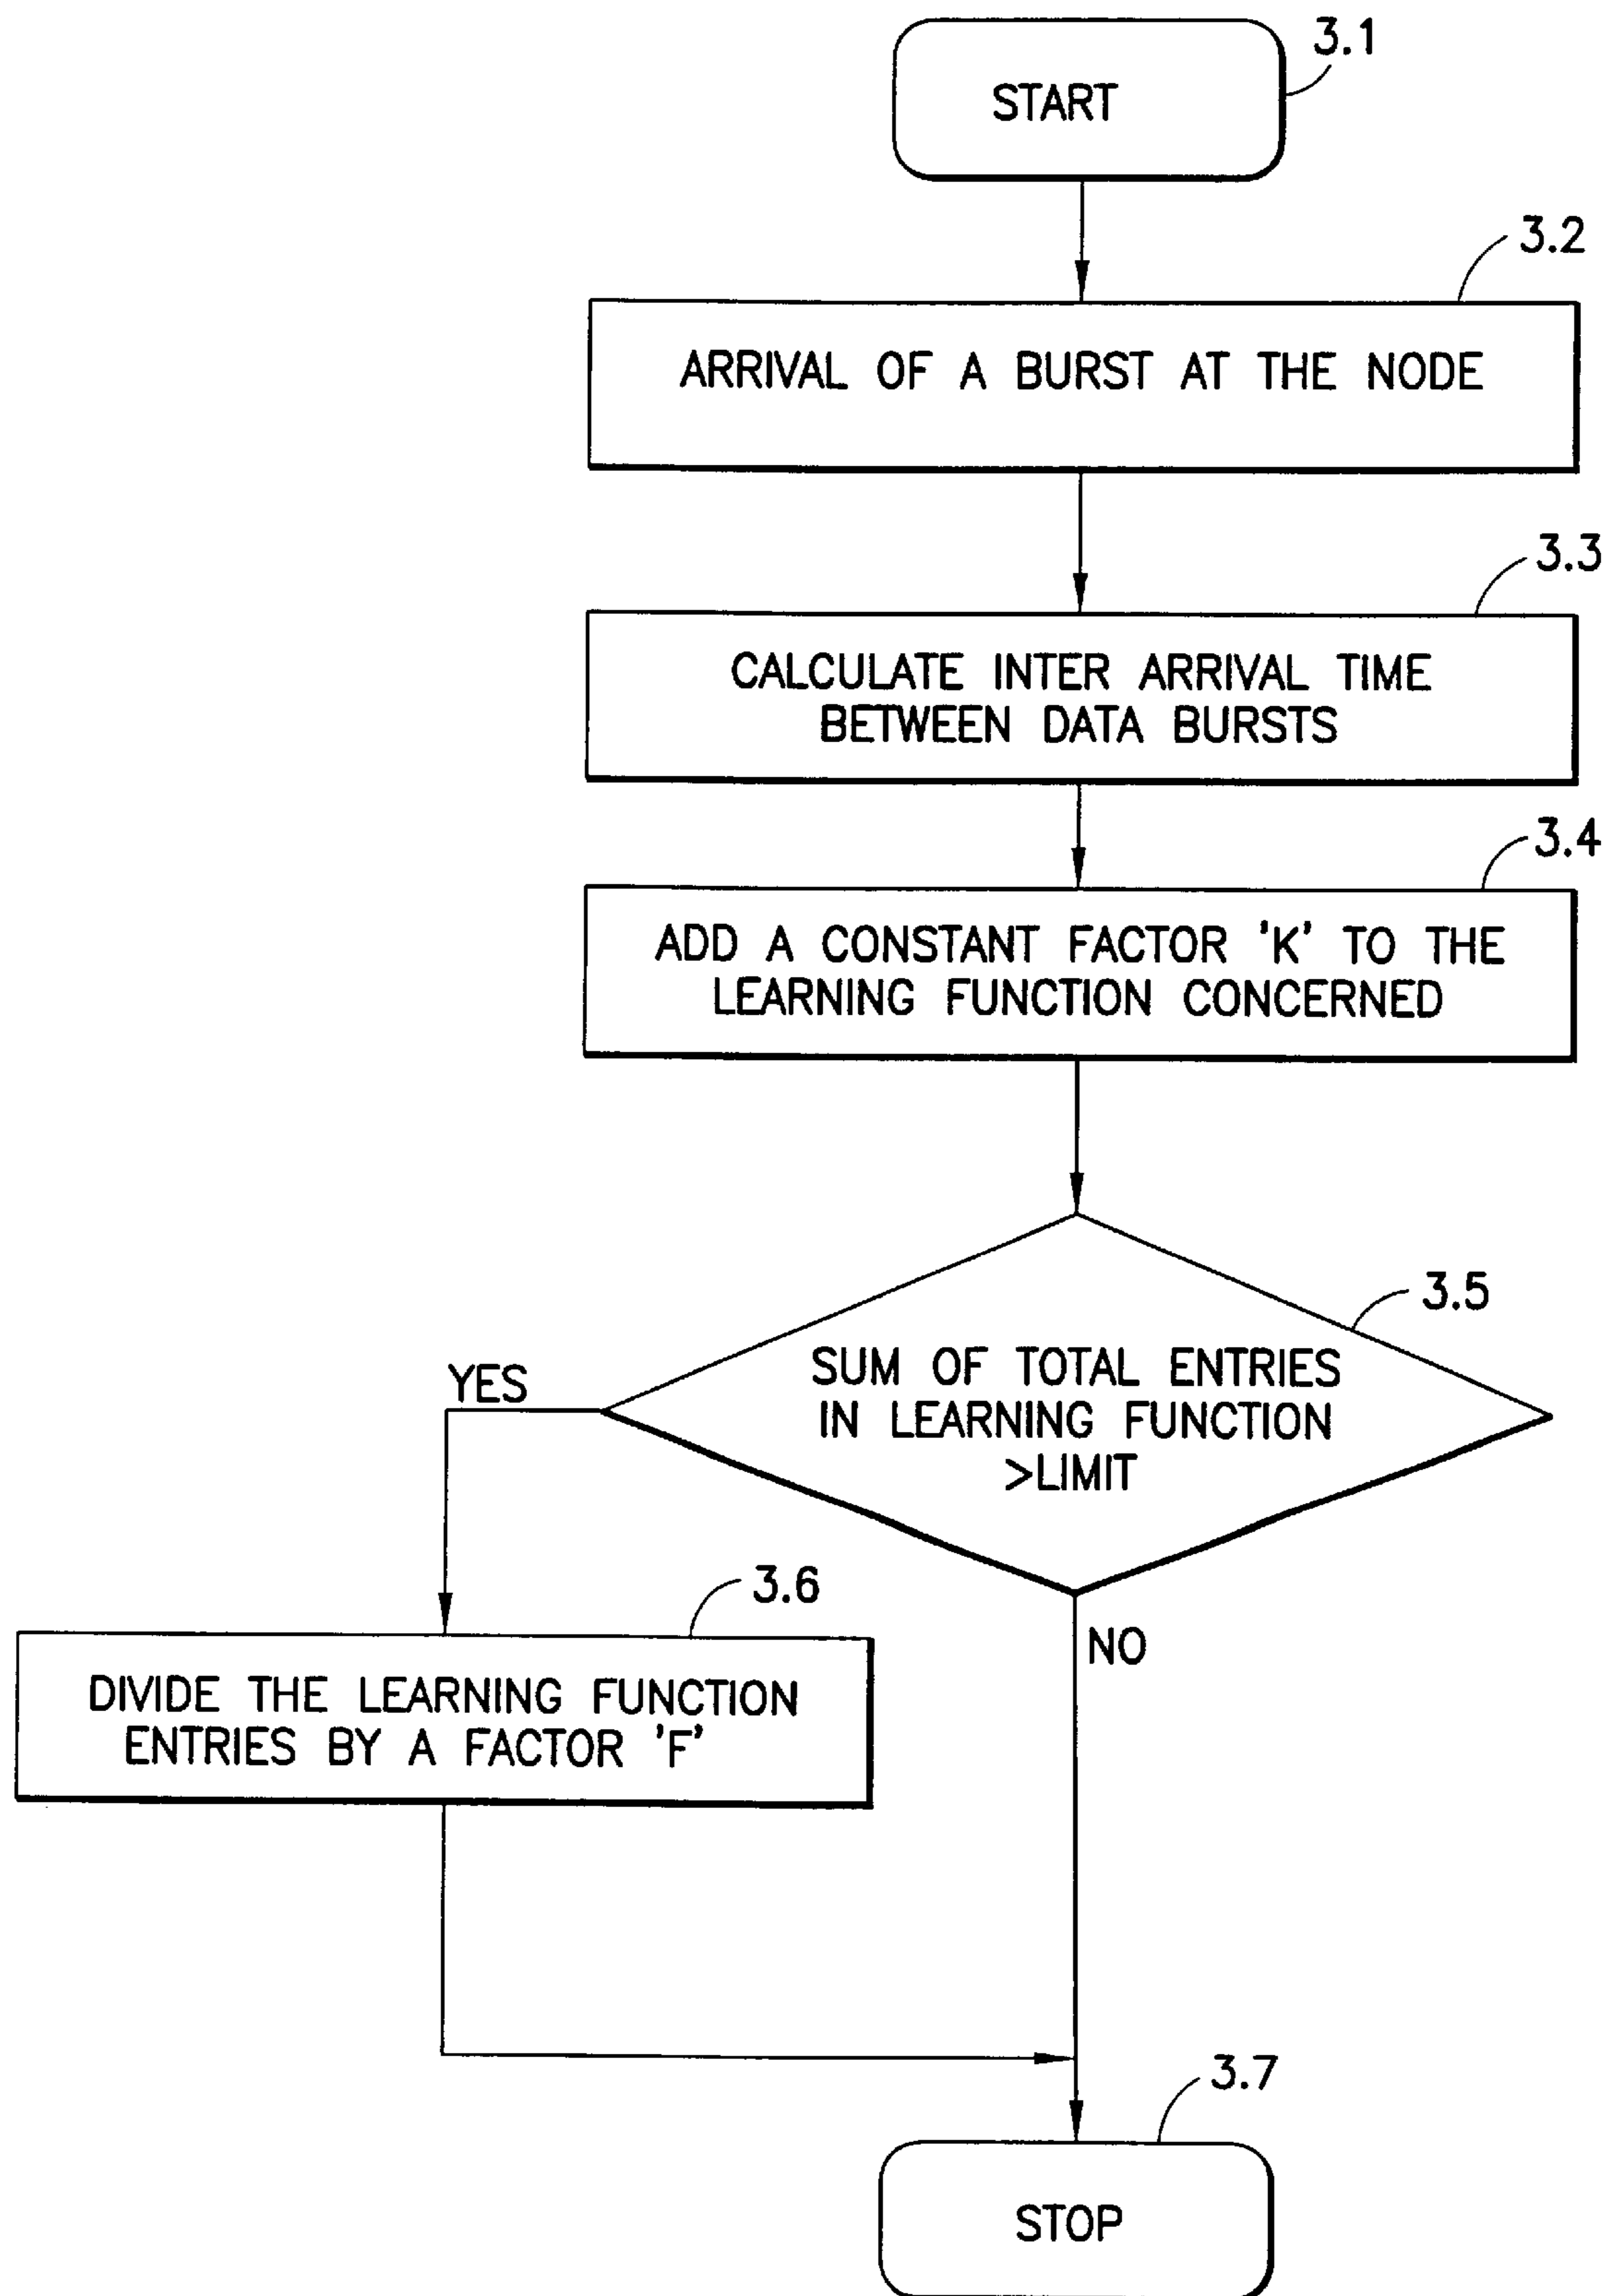 3.1
START
3.2
ARRIVAL OF A BURST AT THE NODE
3.3
CALCULATE INTER ARRIVAL TIME
BETWEEN DATA BURSTS
3.4
ADD A CONSTANT FACTOR 'K' TO THE
LEARNING FUNCTION CONCERNED
3.5
SUM OF TOTAL ENTRIES
IN LEARNING FUNCTION
>LIMIT
YES
NO
3.6
DIVIDE THE LEARNING FUNCTION
ENTRIES BY A FACTOR 'F'
3.7
STOP